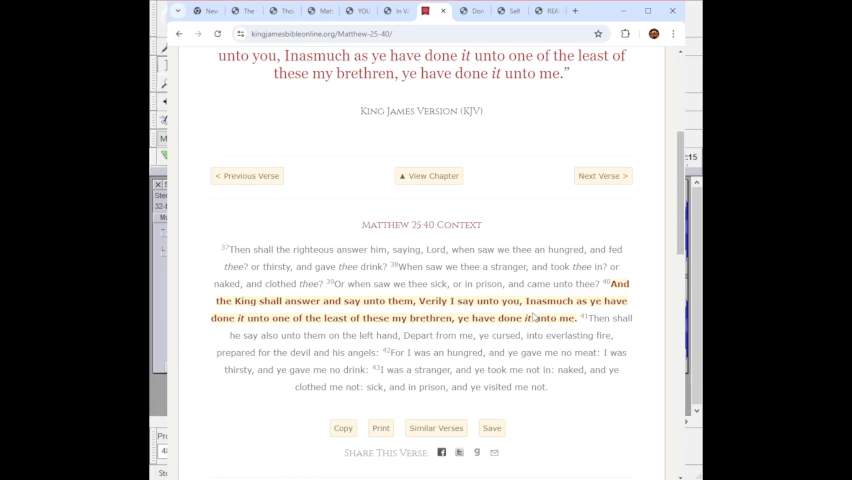 New
The
Thou
Mat
YOU
In V
Don
Self
REA
kingjamesbibleonline.org/Matthew-25-40/
unto you, Inasmuch as ye have done it unto one of the least of
these my brethren, ye have done it unto me.”
King James Version (KJV)
< Previous Verse
▲ View Chapter
Next Verse >
Matthew 25:40 Context
37Then shall the righteous answer him, saying, Lord, when saw we thee an hungred, and fed
thee? or thirsty, and gave thee drink? 38When saw we thee a stranger, and took thee in? or
naked, and clothed thee? 39Or when saw we thee sick, or in prison, and came unto thee? 40And
the King shall answer and say unto them, Verily I say unto you, Inasmuch as ye have
done it unto one of the least of these my brethren, ye have done it unto me. 41Then shall
he say also unto them on the left hand, Depart from me, ye cursed, into everlasting fire,
prepared for the devil and his angels: 42For I was an hungred, and ye gave me no meat: I was
thirsty, and ye gave me no drink: 43I was a stranger, and ye took me not in: naked, and ye
clothed me not: sick, and in prison, and ye visited me not.
Copy
Print
Similar Verses
Save
Share This Verse: